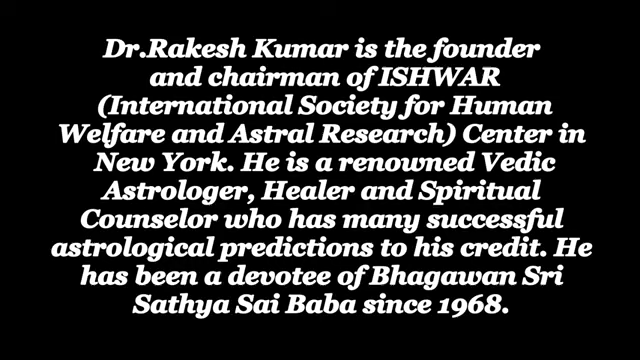 Dr.Rakesh Kumar is the founder
and chairman of ISHWAR
(International Society for Human
Welfare and Astral Research) Center in
New York. He is a renowned Vedic
Astrologer, Healer and Spiritual
Counselor who has many successful
astrological predictions to his credit. He
has been a devotee of Bhagawan Sri
Sathya Sai Baba since 1968.